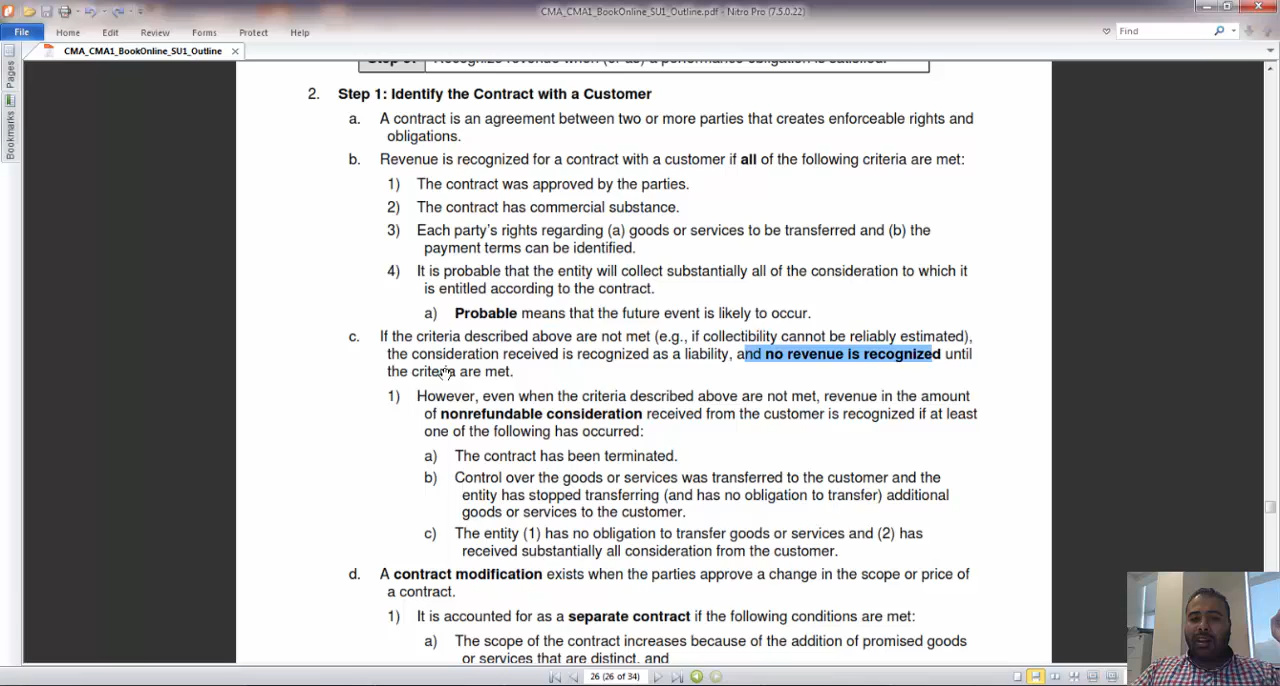 CMA_CMA1_BookOnline_SU1_Outline.pdf - Nitro Pro (7.5.0.22)
File Home Edit Review Forms Protect Help
Find
CMA_CMA1_BookOnline_SU1_Outline
Pages
Bookmarks
Recognize revenue when (or as) a performance obligation is satisfied.
2. Step 1: Identify the Contract with a Customer
a. A contract is an agreement between two or more parties that creates enforceable rights and
obligations.
b. Revenue is recognized for a contract with a customer if all of the following criteria are met:
1) The contract was approved by the parties.
2) The contract has commercial substance.
3) Each party's rights regarding (a) goods or services to be transferred and (b) the
payment terms can be identified.
4) It is probable that the entity will collect substantially all of the consideration to which it
is entitled according to the contract.
a) Probable means that the future event is likely to occur.
c. If the criteria described above are not met (e.g., if collectibility cannot be reliably estimated),
the consideration received is recognized as a liability, and no revenue is recognized until
the criteria are met.
1) However, even when the criteria described above are not met, revenue in the amount
of nonrefundable consideration received from the customer is recognized if at least
one of the following has occurred:
a) The contract has been terminated.
b) Control over the goods or services was transferred to the customer and the
entity has stopped transferring (and has no obligation to transfer) additional
goods or services to the customer.
c) The entity (1) has no obligation to transfer goods or services and (2) has
received substantially all consideration from the customer.
d. A contract modification exists when the parties approve a change in the scope or price of
a contract.
1) It is accounted for as a separate contract if the following conditions are met:
a) The scope of the contract increases because of the addition of promised goods
or services that are distinct, and
26 (26 of 34)